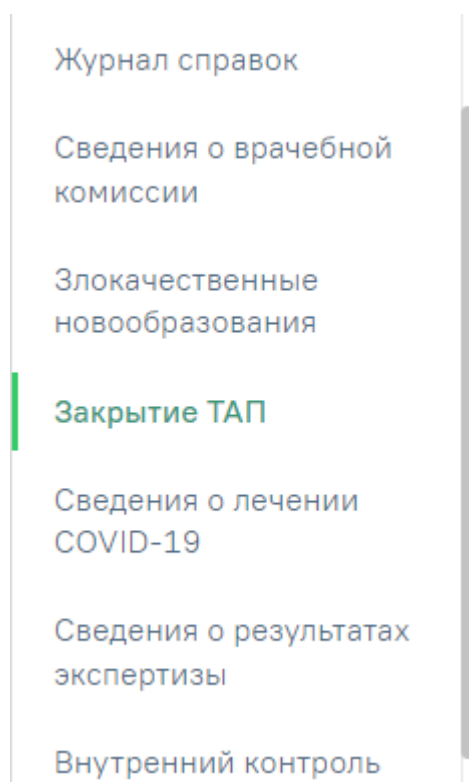 Журнал справок
Сведения о врачебной
комиссии
Злокачественные
новообразования
Закрытие ТАП
Сведения о лечении
COVID-19
Сведения о результатах
экспертизы
Внутренний контроль